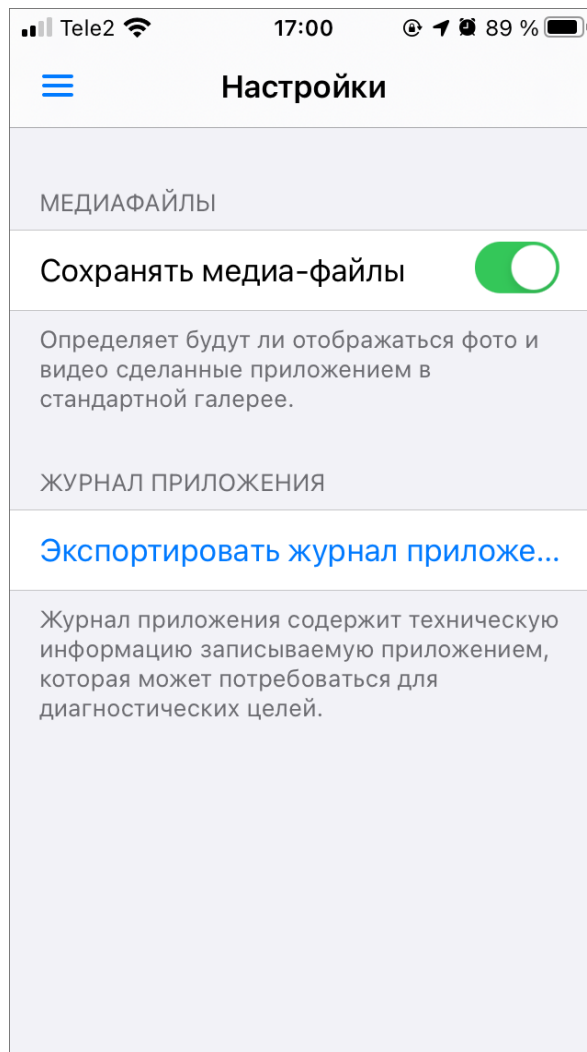 Tele2 17:00 89 %
Настройки
МЕДИАФАЙЛЫ
Сохранять медиа-файлы
Определяет будут ли отображаться фото и
видео сделанные приложением в
стандартной галерее.
ЖУРНАЛ ПРИЛОЖЕНИЯ
Экспортировать журнал приложе...
Журнал приложения содержит техническую
информацию записываемую приложением,
которая может потребоваться для
диагностических целей.